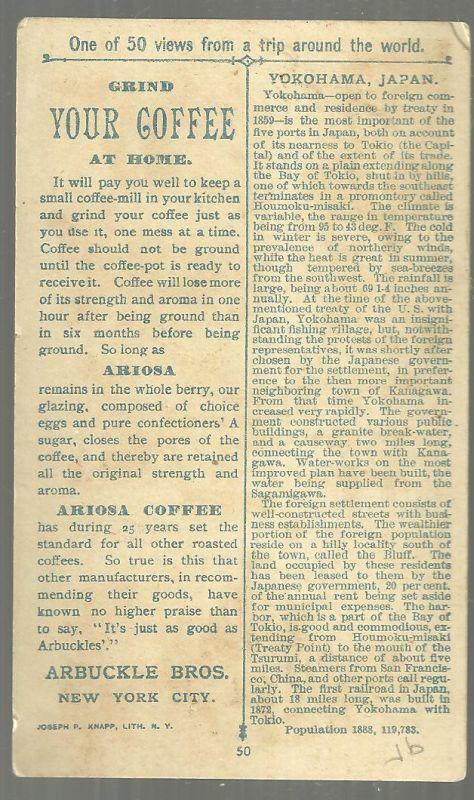 One of 50 views from a trip around the world.
GRIND
YOUR COFFEE
AT HOME.
It will pay you well to keep a
small coffee-mill in your kitchen
and grind your coffee just as
you use it, one mess at a time.
Coffee should not be ground
until the coffee-pot is ready to
receive it. Coffee will lose more
of its strength and aroma in one
hour after being ground than
in six months before being
ground. So long as
ARIOSA
remains in the whole berry, our
glazing, composed of choice
eggs and pure confectioners' A
sugar, closes the pores of the
coffee, and thereby are retained
all the original strength and
aroma.
ARIOSA COFFEE
has during 25 years set the
standard for all other roasted
coffees. So true is this that
other manufacturers, in recom-
mending their goods, have
known no higher praise than
to say, "It's just as good as
Arbuckles'."
ARBUCKLE BROS.
NEW YORK CITY.
JOSEPH P. KNAPP, LITH. N. Y.
YOKOHAMA, JAPAN.
Yokohama—open to foreign com-
merce and residence by treaty in
1859—is the most important of the
five ports in Japan, both on account
of its nearness to Tokio (the Capi-
tal) and of the extent of its trade.
It stands on a plain extending along
the Bay of Tokio, shut in by hills,
one of which towards the southeast
terminates in a promontory called
Houmoku-misaki. The climate is
variable, the range in temperature
being from 95 to 43 deg. F. The cold
in winter is severe, owing to the
prevalence of northerly winds,
while the heat is great in summer,
though tempered by sea-breezes
from the southwest. The rainfall is
large, being about 69 1-4 inches an-
nually. At the time of the above-
mentioned treaty of the U. S. with
Japan, Yokohama was an insigni-
ficant fishing village, but, notwith-
standing the protests of the foreign
representatives, it was shortly after
chosen by the Japanese government
for the settlement, in prefer-
ence to the then more important
neighboring town of Kanagawa.
From that time Yokohama in-
creased very rapidly. The govern-
ment constructed various public
buildings, a granite break-water,
and a causeway two miles long,
connecting the town with Kana-
gawa. Water-works on the most
improved plan have been built, the
water being supplied from the
Sagamigawa.
The foreign settlement consists of
well-constructed streets with busi-
ness establishments. The wealthier
portion of the foreign population
reside on a hilly locality south of
the town, called the Bluff. The
land occupied by these residents
has been leased to them by the
Japanese government, 20 per cent.
of the annual rent being set aside
for municipal expenses. The har-
bor, which is a part of the Bay of
Tokio, is good and commodious, ex-
tending from Houmoku-misaki
(Treaty Point) to the mouth of the
Tsurumi, a distance of about five
miles. Steamers from San Francis-
co, China, and other ports call regu-
larly. The first railroad in Japan,
about 18 miles long, was built in
1872, connecting Yokohama with
Tokio.
Population 1888, 119,783.
50